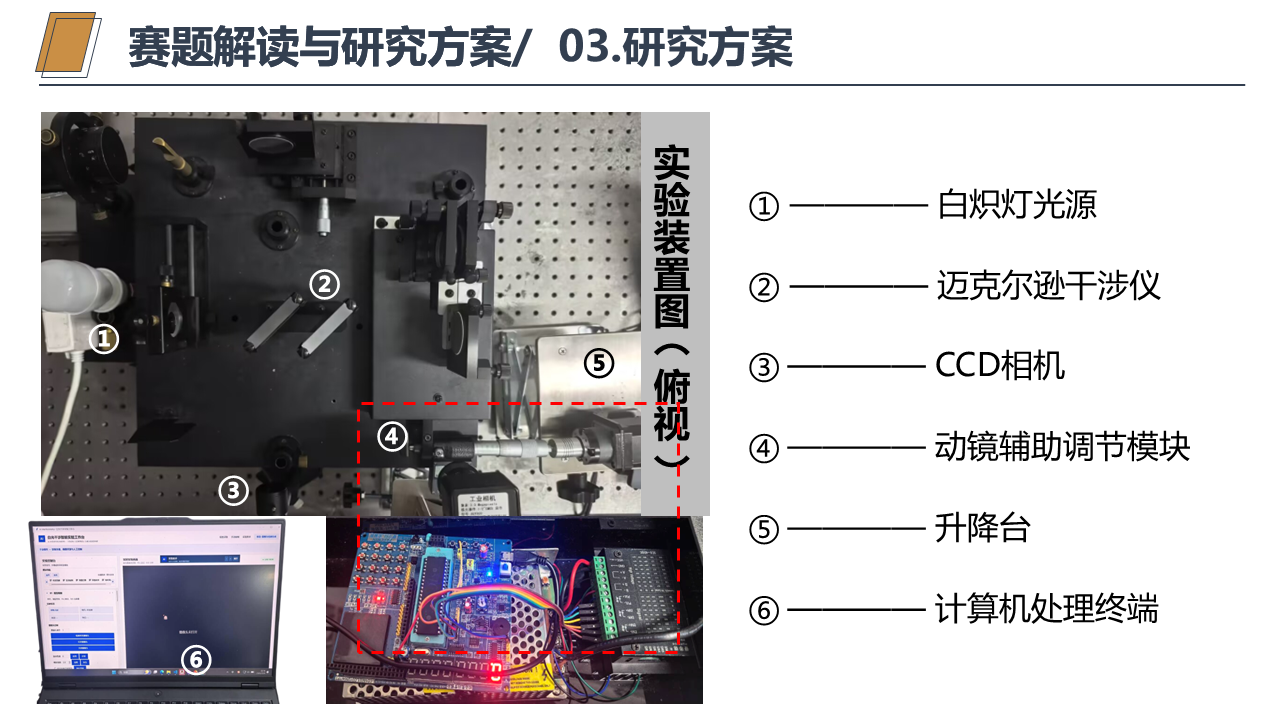 赛题解读与研究方案/ 03.研究方案
实验装置图（俯视）
①
②
③
④
⑤
⑥
工业相机
① ———— 白炽灯光源
② ———— 迈克尔逊干涉仪
③ ———— CCD相机
④ ———— 动镜辅助调节模块
⑤ ———— 升降台
⑥ ———— 计算机处理终端